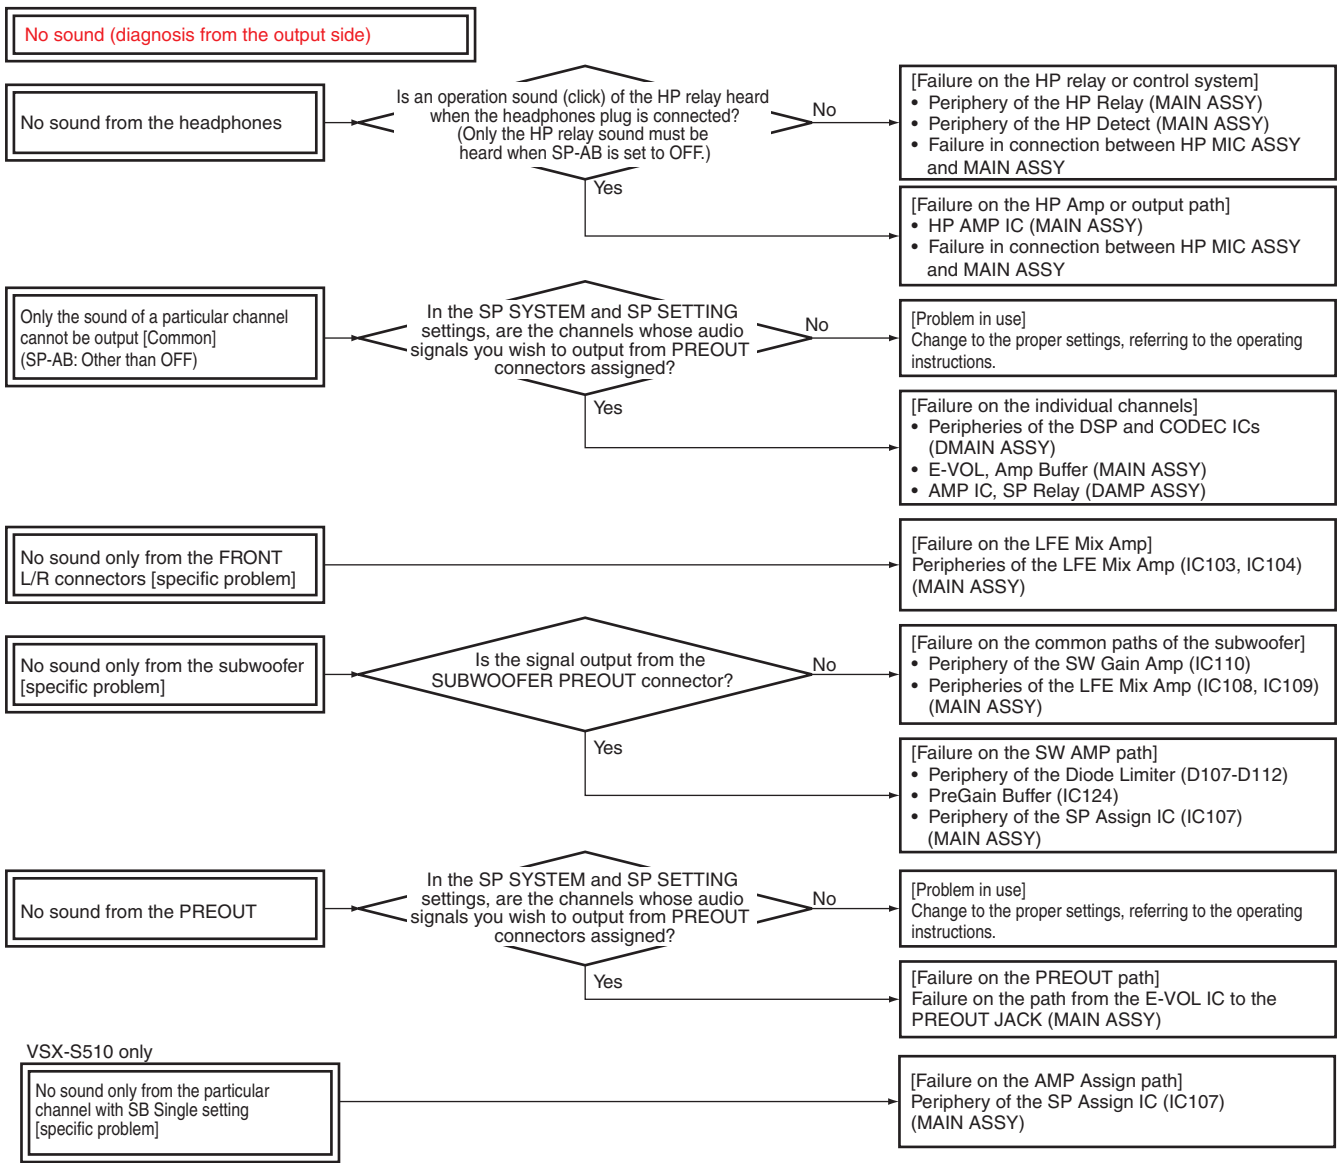 No sound (diagnosis from the output side)
No sound from the headphones
Is an operation sound (click) of the HP relay heard
when the headphones plug is connected?
(Only the HP relay sound must be
heard when SP-AB is set to OFF.)
No
Yes
[Failure on the HP relay or control system]
• Periphery of the HP Relay (MAIN ASSY)
• Periphery of the HP Detect (MAIN ASSY)
• Failure in connection between HP MIC ASSY
and MAIN ASSY
[Failure on the HP Amp or output path]
• HP AMP IC (MAIN ASSY)
• Failure in connection between HP MIC ASSY
and MAIN ASSY
Only the sound of a particular channel
cannot be output [Common]
(SP-AB: Other than OFF)
In the SP SYSTEM and SP SETTING
settings, are the channels whose audio
signals you wish to output from PREOUT
connectors assigned?
No
Yes
[Problem in use]
Change to the proper settings, referring to the operating
instructions.
[Failure on the individual channels]
• Peripheries of the DSP and CODEC ICs
(DMAIN ASSY)
• E-VOL, Amp Buffer (MAIN ASSY)
• AMP IC, SP Relay (DAMP ASSY)
No sound only from the FRONT
L/R connectors [specific problem]
[Failure on the LFE Mix Amp]
Peripheries of the LFE Mix Amp (IC103, IC104)
(MAIN ASSY)
No sound only from the subwoofer
[specific problem]
Is the signal output from the
SUBWOOFER PREOUT connector?
No
Yes
[Failure on the common paths of the subwoofer]
• Periphery of the SW Gain Amp (IC110)
• Peripheries of the LFE Mix Amp (IC108, IC109)
(MAIN ASSY)
[Failure on the SW AMP path]
• Periphery of the Diode Limiter (D107-D112)
• PreGain Buffer (IC124)
• Periphery of the SP Assign IC (IC107)
(MAIN ASSY)
No sound from the PREOUT
In the SP SYSTEM and SP SETTING
settings, are the channels whose audio
signals you wish to output from PREOUT
connectors assigned?
No
Yes
[Problem in use]
Change to the proper settings, referring to the operating
instructions.
[Failure on the PREOUT path]
Failure on the path from the E-VOL IC to the
PREOUT JACK (MAIN ASSY)
VSX-S510 only
No sound only from the particular
channel with SB Single setting
[specific problem]
[Failure on the AMP Assign path]
Periphery of the SP Assign IC (IC107)
(MAIN ASSY)